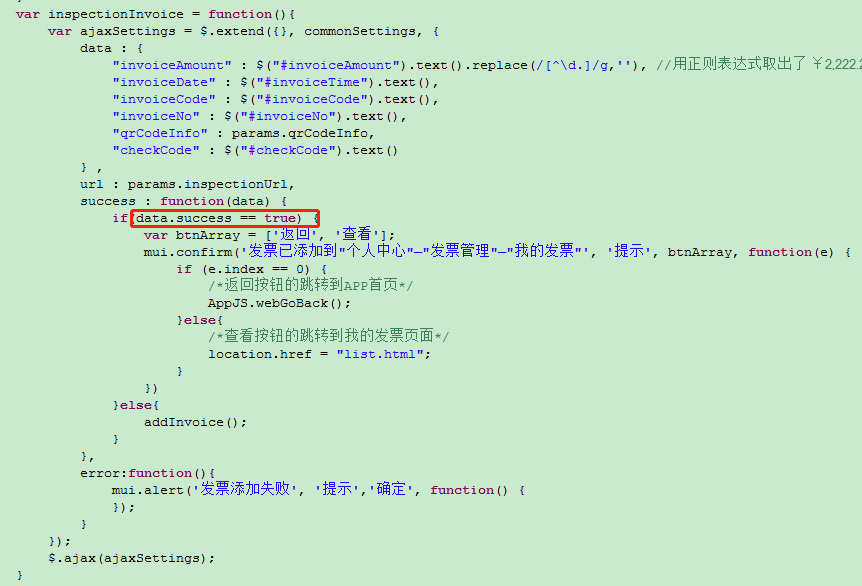 var inspectionInvoice = function(){
var ajaxSettings = $.extend({}, commonSettings, {
data : {
"invoiceAmount" : $("#invoiceAmount").text().replace(/[^\d.]/g,''), //用正则表达式取出了 ￥2,222.2
"invoiceDate" : $("#invoiceTime").text(),
"invoiceCode" : $("#invoiceCode").text(),
"invoiceNo" : $("#invoiceNo").text(),
"qrCodeInfo" : params.qrCodeInfo,
"checkCode" : $("#checkCode").text()
} ,
url : params.inspectionUrl,
success : function(data) {
if(data.success == true) {
var btnArray = ['返回', '查看'];
mui.confirm('发票已添加到"个人中心"—"发票管理"—"我的发票"', '提示', btnArray, function(e) {
if (e.index == 0) {
/*返回按钮的跳转到APP首页*/
AppJS.webGoBack();
}else{
/*查看按钮的跳转到我的发票页面*/
location.href = "list.html";
}
})
}else{
addInvoice();
}
},
error:function(){
mui.alert('发票添加失败', '提示','确定', function() {
});
}
});
$.ajax(ajaxSettings);
}